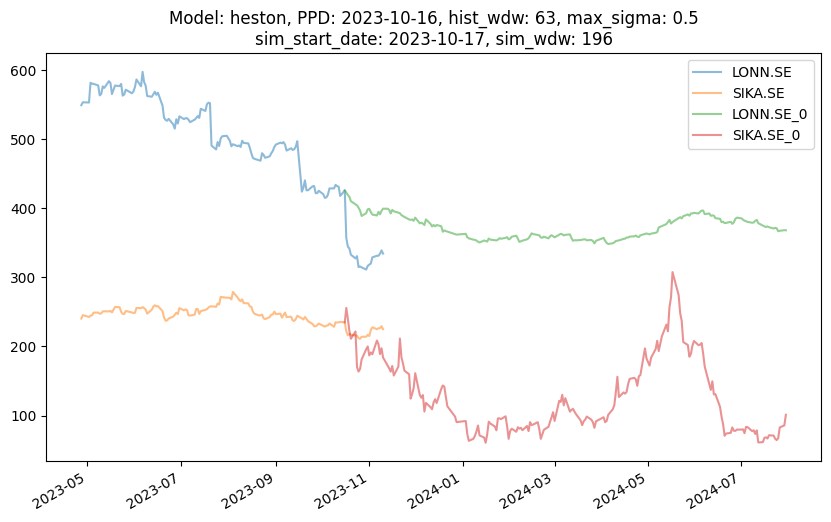 Model: heston, PPD: 2023-10-16, hist_wdw: 63, max_sigma: 0.5
sim_start_date: 2023-10-17, sim_wdw: 196
LONN.SE
SIKA.SE
LONN.SE_0
SIKA.SE_0
600
500
400
300
200
100
2023-05
2023-07
2023-09
2023-11
2024-01
2024-03
2024-05
2024-07